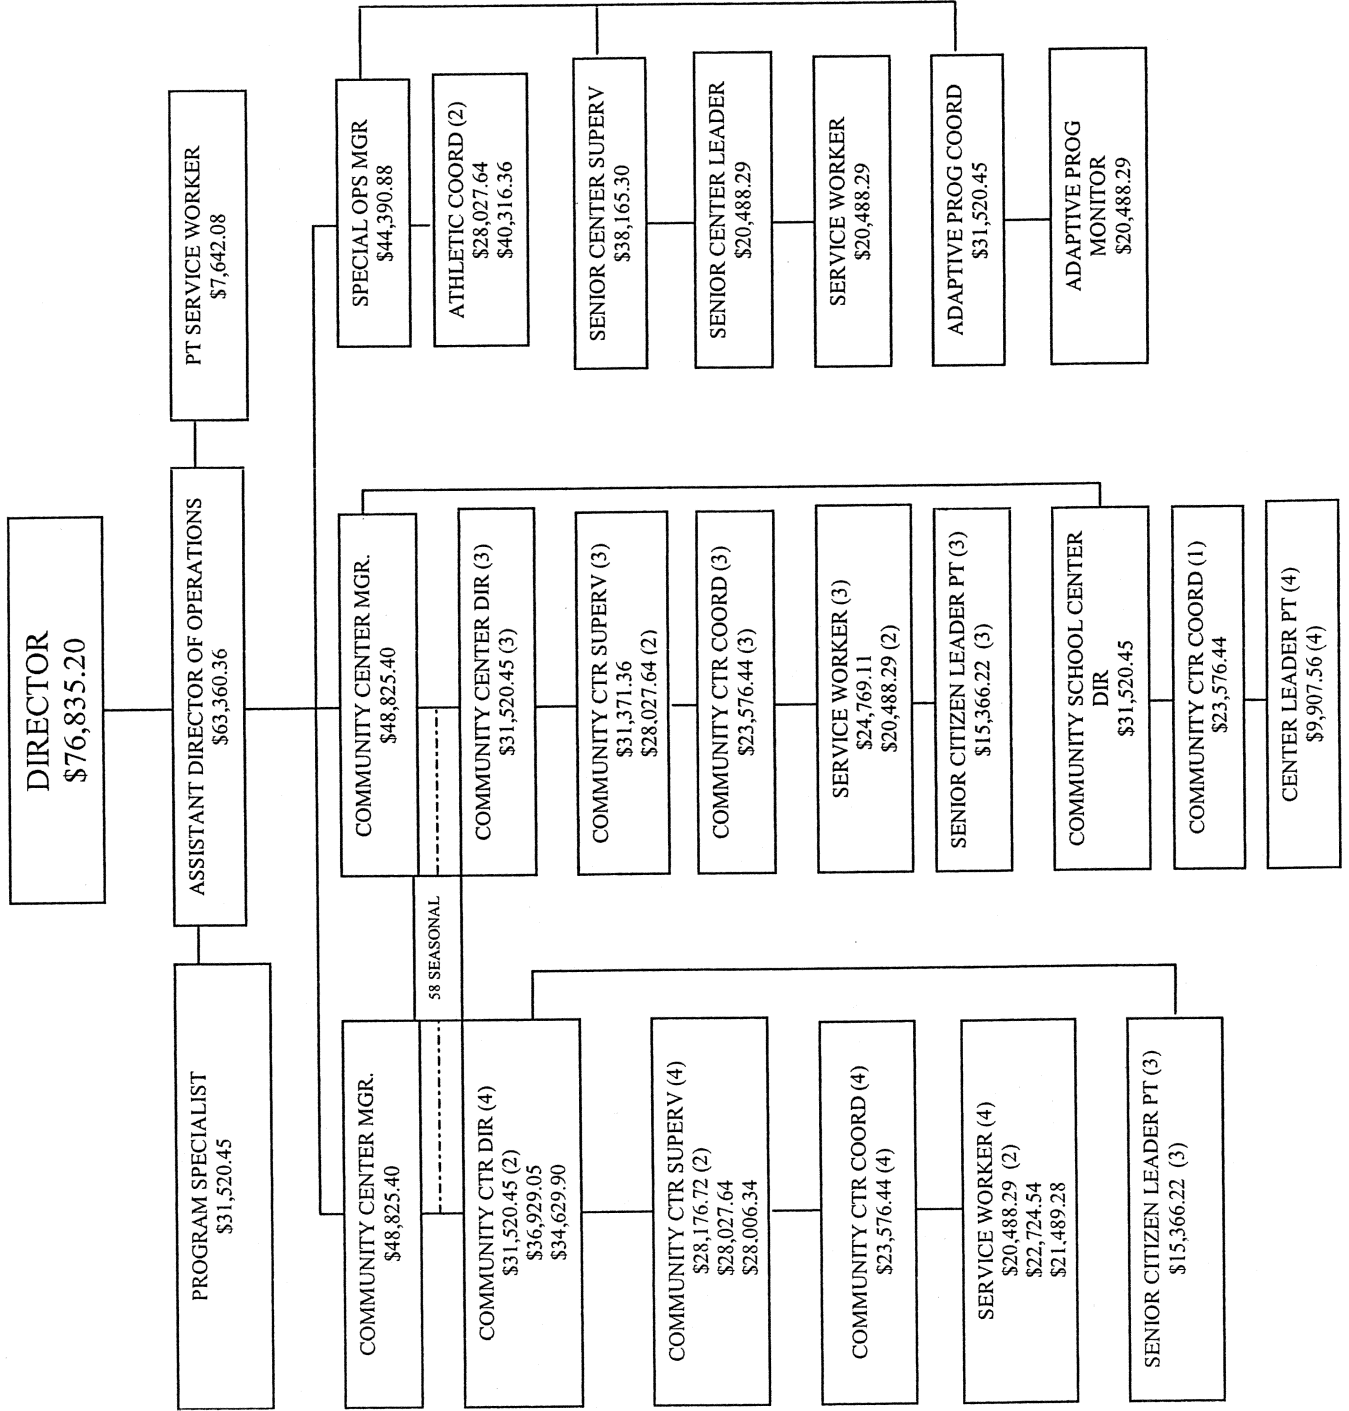 DIRECTOR
$76,835.20
PROGRAM SPECIALIST
$31,520.45
ASSISTANT DIRECTOR OF OPERATIONS
$63,360.36
PT SERVICE WORKER
$7,642.08
COMMUNITY CENTER MGR.
$48,825.40
58 SEASONAL
COMMUNITY CTR DIR (4)
$31,520.45 (2)
$36,929.05
$34,629.90
COMMUNITY CTR SUPERV (4)
$28,176.72 (2)
$28,027.64
$28.006.34
COMMUNITY CTR COORD (4)
$23,576.44 (4)
SERVICE WORKER (4)
$20,488.29 (2)
$22,724.54
$21,489.28
SENIOR CITIZEN LEADER PT (3)
$15,366.22 (3)
COMMUNITY CENTER MGR.
$48,825.40
COMMUNITY CENTER DIR (3)
$31,520.45 (3)
COMMUNITY CTR SUPERV (3)
$31,371.36
$28,027.64 (2)
COMMUNITY CTR COORD (3)
$23,576.44 (3)
SERVICE WORKER (3)
$24,769.11
$20,488.29 (2)
SENIOR CITIZEN LEADER PT (3)
$15,366.22 (3)
COMMUNITY SCHOOL CENTER
DIR
$31,520.45
COMMUNITY CTR COORD (1)
$23,576.44
CENTER LEADER PT (4)
$9,907.56 (4)
SPECIAL OPS MGR
$44,390.88
ATHLETIC COORD (2)
$28,027.64
$40,316.36
SENIOR CENTER SUPERV
$38,165.30
SENIOR CENTER LEADER
$20,488.29
SERVICE WORKER
$20,488.29
ADAPTIVE PROG COORD
$31,520.45
ADAPTIVE PROG
MONITOR
$20,488.29